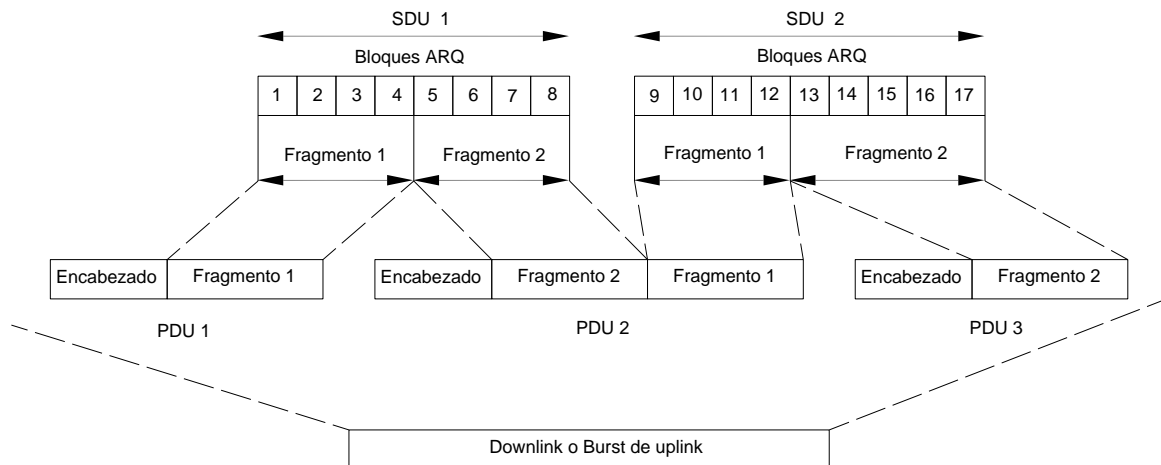 SDU 1 SDU 2
Bloques ARQ Bloques ARQ
1 2 3 4 5 6 7 8 9 10 11 12 13 14 15 16 17
Fragmento 1 Fragmento 2 Fragmento 1 Fragmento 2
Encabezado Fragmento 1 Encabezado Fragmento 2 Fragmento 1 Encabezado Fragmento 2
PDU 1 PDU 2 PDU 3
Downlink o Burst de uplink